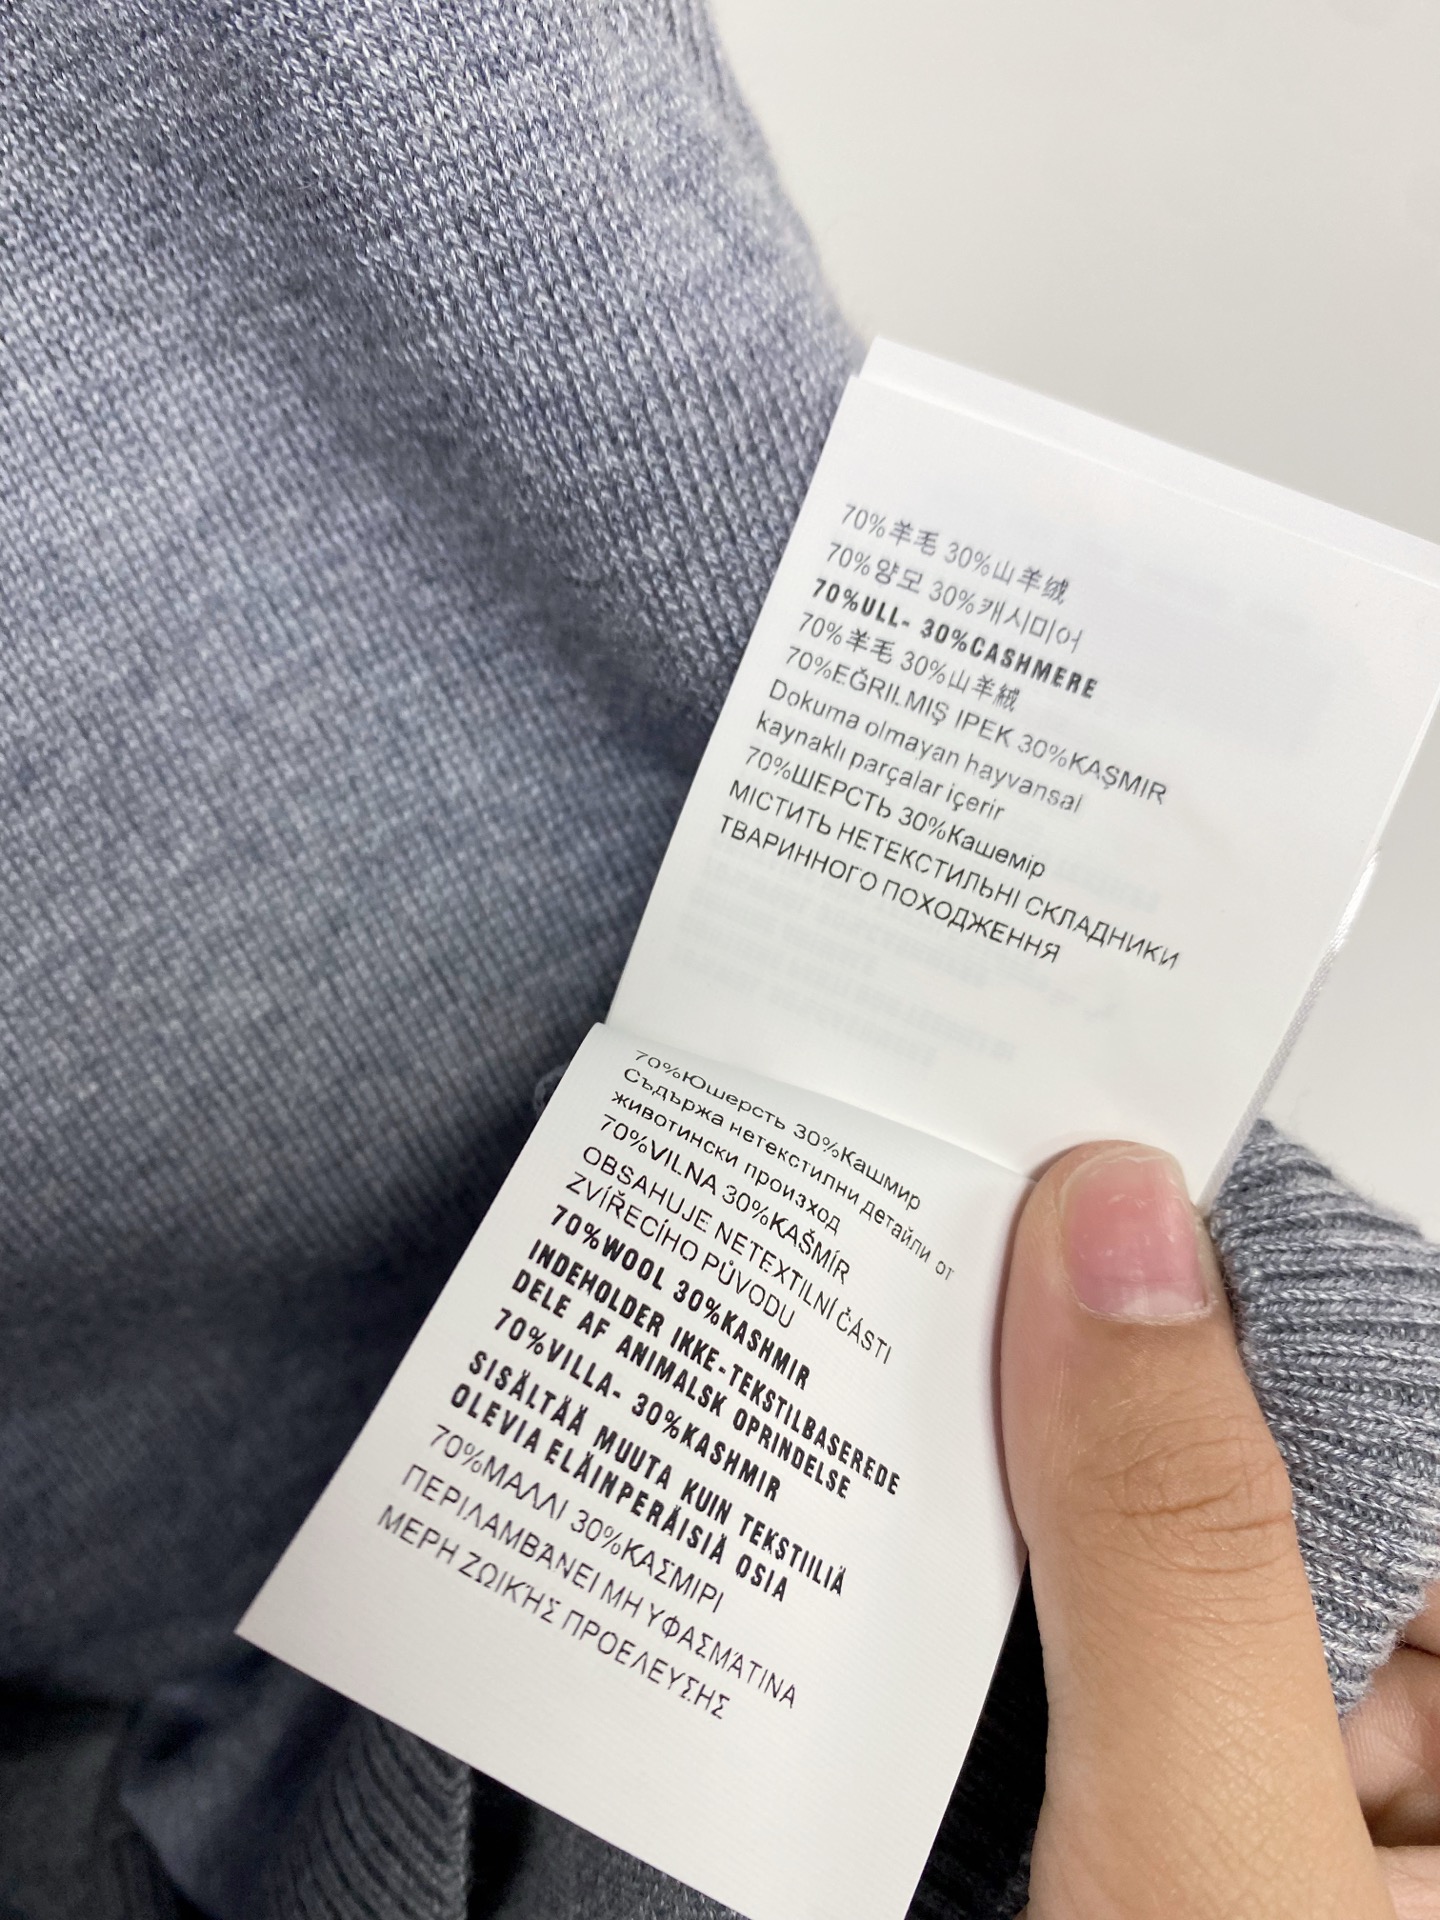 70%羊毛 30%山羊绒
70%양모 30%캐시미어
70%ULL- 30%CASHMERE
70%羊毛 30%山羊絨
70%EĞRILMIŞ IPEK 30%KAŞMIR
Dokuma olmayan hayvansal
kaynaklı parçalar içerir
70%ШЕРСТЬ 30%Кашемір
МІСТИТЬ НЕТЕКСТИЛЬНІ СКЛАДНИКИ
ТВАРИННОГО ПОХОДЖЕННЯ
70%Юшерсть 30%Кашмир
Съдържа нетекстилни детайли от
животински произход
70%VILNA 30%KAŠMÍR
OBSAHUJE NETEXTILNÍ ČÁSTI
ZVÍŘECÍHO PŮVODU
70%WOOL 30%KASHMIR
INDEHOLDER IKKE-TEKSTILBASEREDE
DELE AF ANIMALSK OPRINDELSE
70%VILLA- 30%KASHMIR
SISÄLTÄÄ MUUTA KUIN TEKSTIILIÄ
OLEVIA ELÄINPERÄISIÄ OSIA
70%ΜΑΛΛΙ 30%ΚΑΣΜΙΡΙ
ΠΕΡΙΛΑΜΒΆΝΕΙ ΜΗ ΥΦΑΣΜΆΤΙΝΑ
ΜΕΡΗ ΖΩΙΚΉΣ ΠΡΟΕΛΕΥΣΗΣ